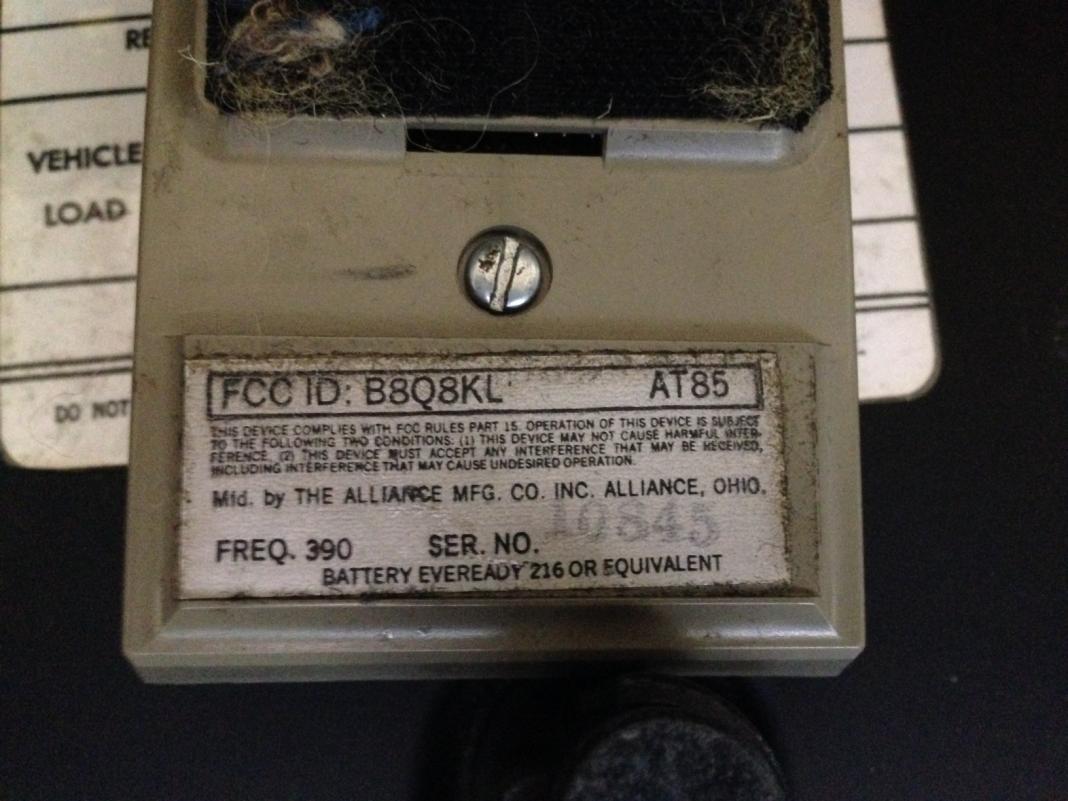 RE
VEHICLE
LOAD
DO NOT
FCC ID: B8Q8KL AT85
THIS DEVICE COMPLIES WITH FCC RULES PART 15. OPERATION OF THIS DEVICE IS SUBJECT
TO THE FOLLOWING TWO CONDITIONS: (1) THIS DEVICE MAY NOT CAUSE HARMFUL INTER-
FERENCE, (2) THIS DEVICE MUST ACCEPT ANY INTERFERENCE THAT MAY BE RECEIVED,
INCLUDING INTERFERENCE THAT MAY CAUSE UNDESIRED OPERATION.
Mfd. by THE ALLIANCE MFG. CO. INC. ALLIANCE, OHIO.
FREQ. 390 SER. NO. 10845
BATTERY EVEREADY 216 OR EQUIVALENT